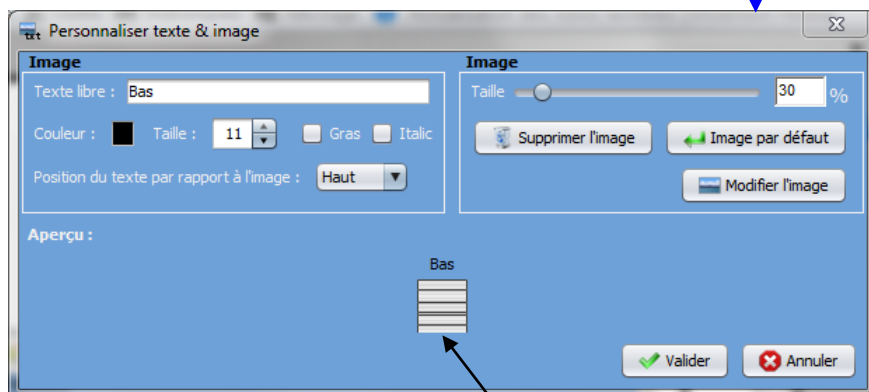 txt Personnaliser texte & image
Image
Texte libre : Bas
Couleur : Taille : 11 Gras Italic
Position du texte par rapport à l'image : Haut
Image
Taille 30 %
Supprimer l'image Image par défaut
Modifier l'image
Aperçu :
Bas
Valider Annuler